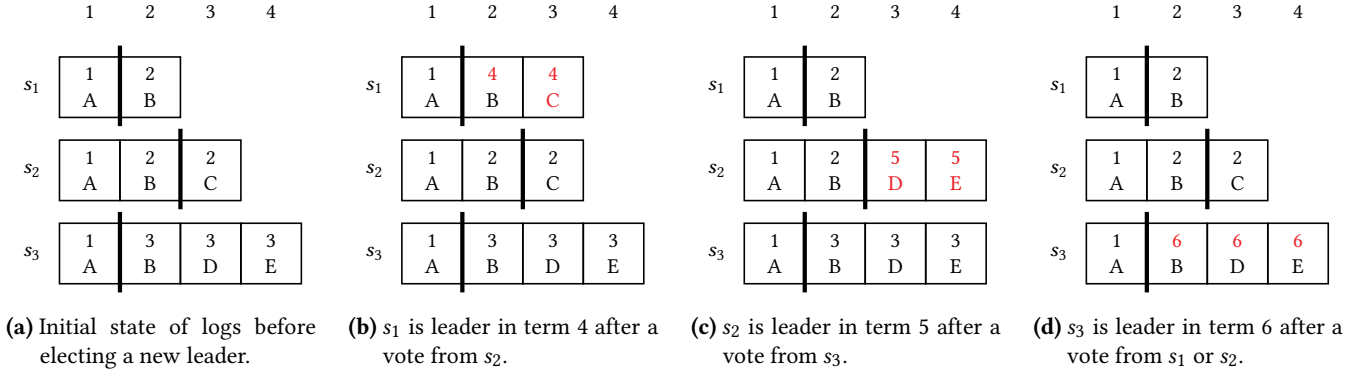 1 2 3 4
s1
1 2
A B
s2
1 2 2
A B C
s3
1 3 3 3
A B D E
(a) Initial state of logs before
electing a new leader.
1 2 3 4
s1
1 4 4
A B C
s2
1 2 2
A B C
s3
1 3 3 3
A B D E
(b) s1 is leader in term 4 after a
vote from s2.
1 2 3 4
s1
1 2
A B
s2
1 2 5 5
A B D E
s3
1 3 3 3
A B D E
(c) s2 is leader in term 5 after a
vote from s3.
1 2 3 4
s1
1 2
A B
s2
1 2 2
A B C
s3
1 6 6 6
A B D E
(d) s3 is leader in term 6 after a
vote from s1 or s2.